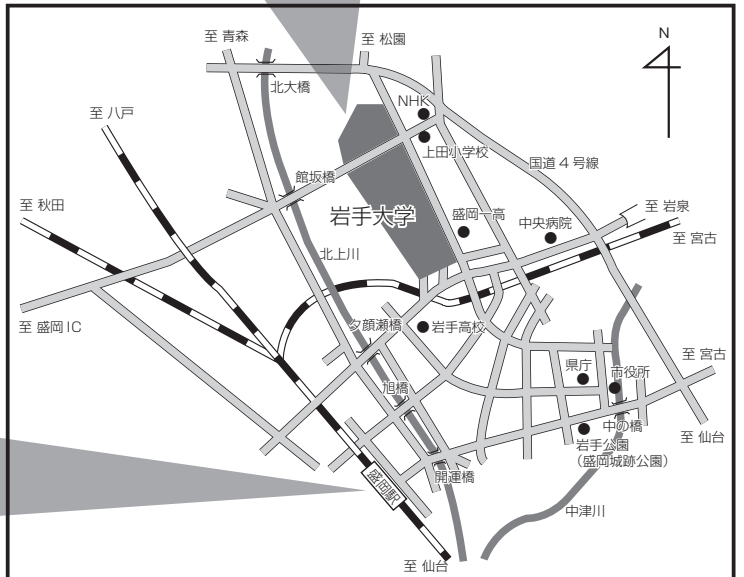 至 青森
至 松園
N
北大橋
NHK
至 八戸
上田小学校
国道4号線
館坂橋
至 秋田
岩手大学
盛岡一高
中央病院
至 岩泉
至 宮古
北上川
至 盛岡IC
夕顔瀬橋
岩手高校
県庁
市役所
至 宮古
旭橋
中の橋
岩手公園
(盛岡城跡公園)
至 仙台
開運橋
盛岡駅
中津川
至 仙台